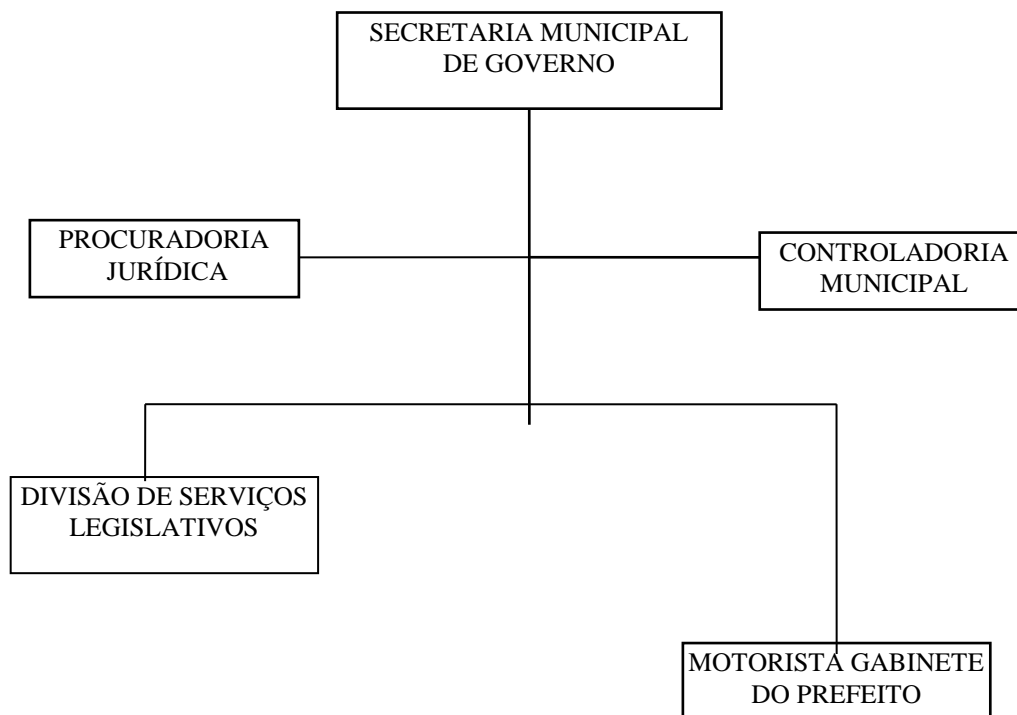 SECRETARIA MUNICIPAL
DE GOVERNO
PROCURADORIA
JURÍDICA
CONTROLADORIA
MUNICIPAL
DIVISÃO DE SERVIÇOS
LEGISLATIVOS
MOTORISTA GABINETE
DO PREFEITO